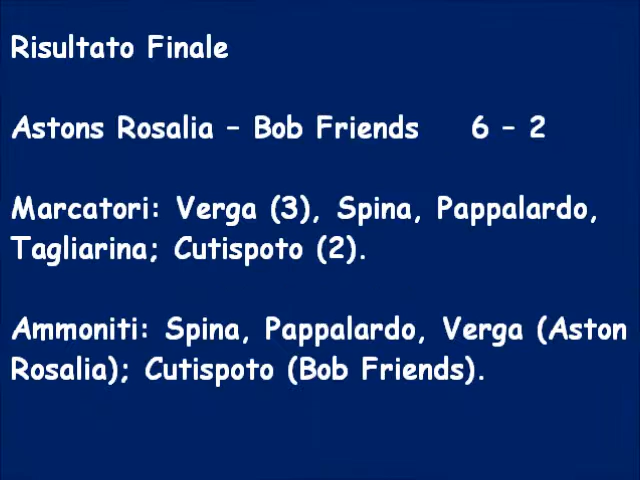 Risultato Finale
Astons Rosalia – Bob Friends 6 – 2
Marcatori: Verga (3), Spina, Pappalardo,
Tagliarina; Cutispoto (2).
Ammoniti: Spina, Pappalardo, Verga (Aston
Rosalia); Cutispoto (Bob Friends).